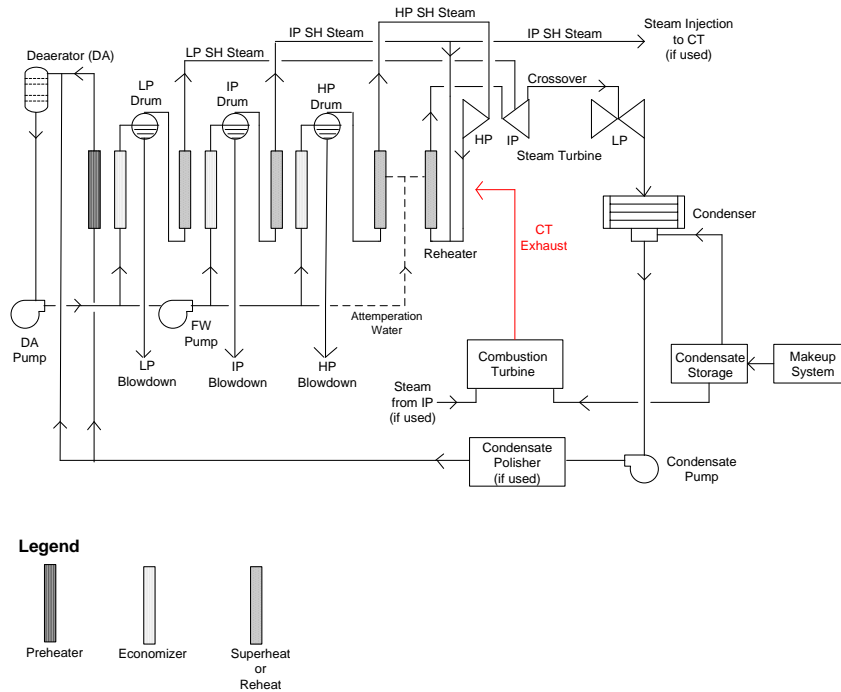 HP SH Steam
Steam Injection
to CT
(if used)
IP SH Steam
IP SH Steam
LP SH Steam
Deaerator (DA)
Crossover
LP
Drum
IP
Drum
HP
Drum
HP
IP
LP
Steam Turbine
Condenser
Reheater
CT
Exhaust
Attemperation
Water
DA
Pump
FW
Pump
LP
Blowdown
IP
Blowdown
HP
Blowdown
Combustion
Turbine
Condensate
Storage
Makeup
System
Steam
from IP
(if used)
Condensate
Polisher
(if used)
Condensate
Pump
Legend
Preheater
Economizer
Superheat
or
Reheat